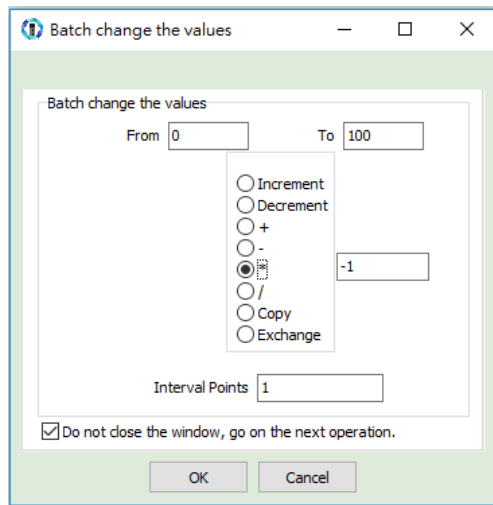 Batch change the values
Batch change the values
From 0 To 100
Increment
Decrement
+
-
* -1
/
Copy
Exchange
Interval Points 1
Do not close the window, go on the next operation.
OK Cancel